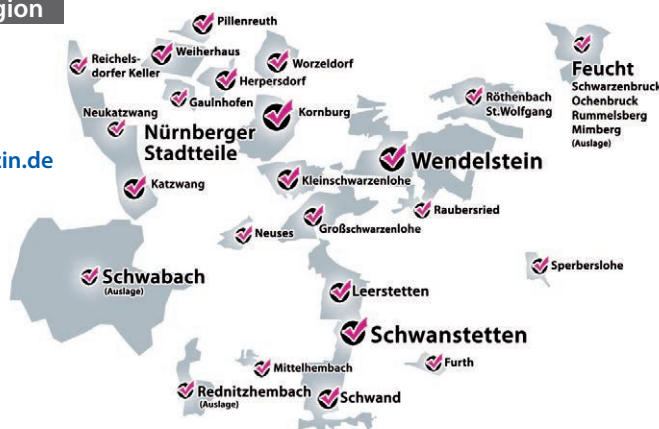 gion
Pillenreuth
Reichels-
dorfer Keller
Weiherhaus
Worzeldorf
Herpersdorf
Feucht
Schwarzenbruck
Ochenbruck
Rummelsberg
Mimberg
(Auslage)
Gaulnhofen
Röthenbach
St.Wolfgang
Neukatzwang
Kornburg
Nürnberger
Stadtteile
tin.de
Wendelstein
Katzwang
Kleinschwarzenlohe
Raubersried
Großschwarzenlohe
Neuses
Schwabach
(Auslage)
Sperberslohe
Leerstetten
Schwanstetten
Furth
Mittelhembach
Rednitzhembach
(Auslage)
Schwand